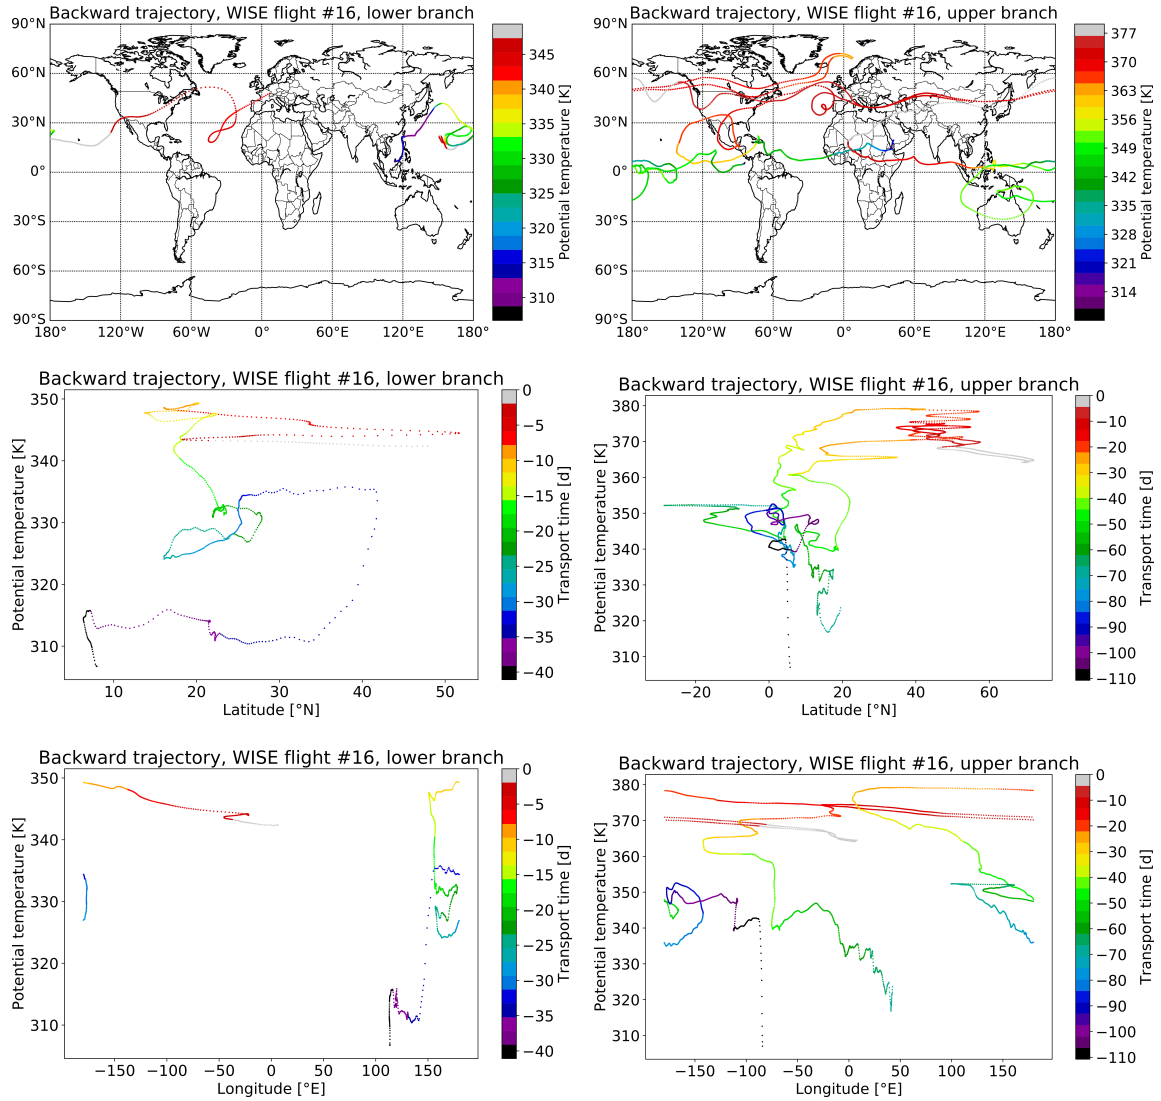 Backward trajectory, WISE flight #16, lower branch
90°N
60°N
30°N
0°
30°S
60°S
90°S
180° 120°W 60°W 0° 60°E 120°E 180°
345
340
335
330
325
320
315
310
Potential temperature [K]
Backward trajectory, WISE flight #16, upper branch
90°N
60°N
30°N
0°
30°S
60°S
90°S
180° 120°W 60°W 0° 60°E 120°E 180°
377
370
363
356
349
342
335
328
321
314
Potential temperature [K]
Backward trajectory, WISE flight #16, lower branch
Potential temperature [K]
350
340
330
320
310
10 20 30 40 50
Latitude [°N]
0
−5
−10
−15
−20
−25
−30
−35
−40
Transport time [d]
Backward trajectory, WISE flight #16, upper branch
Potential temperature [K]
380
370
360
350
340
330
320
310
−20 0 20 40 60
Latitude [°N]
0
−10
−20
−30
−40
−50
−60
−70
−80
−90
−100
−110
Transport time [d]
Backward trajectory, WISE flight #16, lower branch
Potential temperature [K]
350
340
330
320
310
−150 −100 −50 0 50 100 150
Longitude [°E]
0
−5
−10
−15
−20
−25
−30
−35
−40
Transport time [d]
Backward trajectory, WISE flight #16, upper branch
Potential temperature [K]
380
370
360
350
340
330
320
310
−150 −100 −50 0 50 100 150
Longitude [°E]
0
−10
−20
−30
−40
−50
−60
−70
−80
−90
−100
−110
Transport time [d]